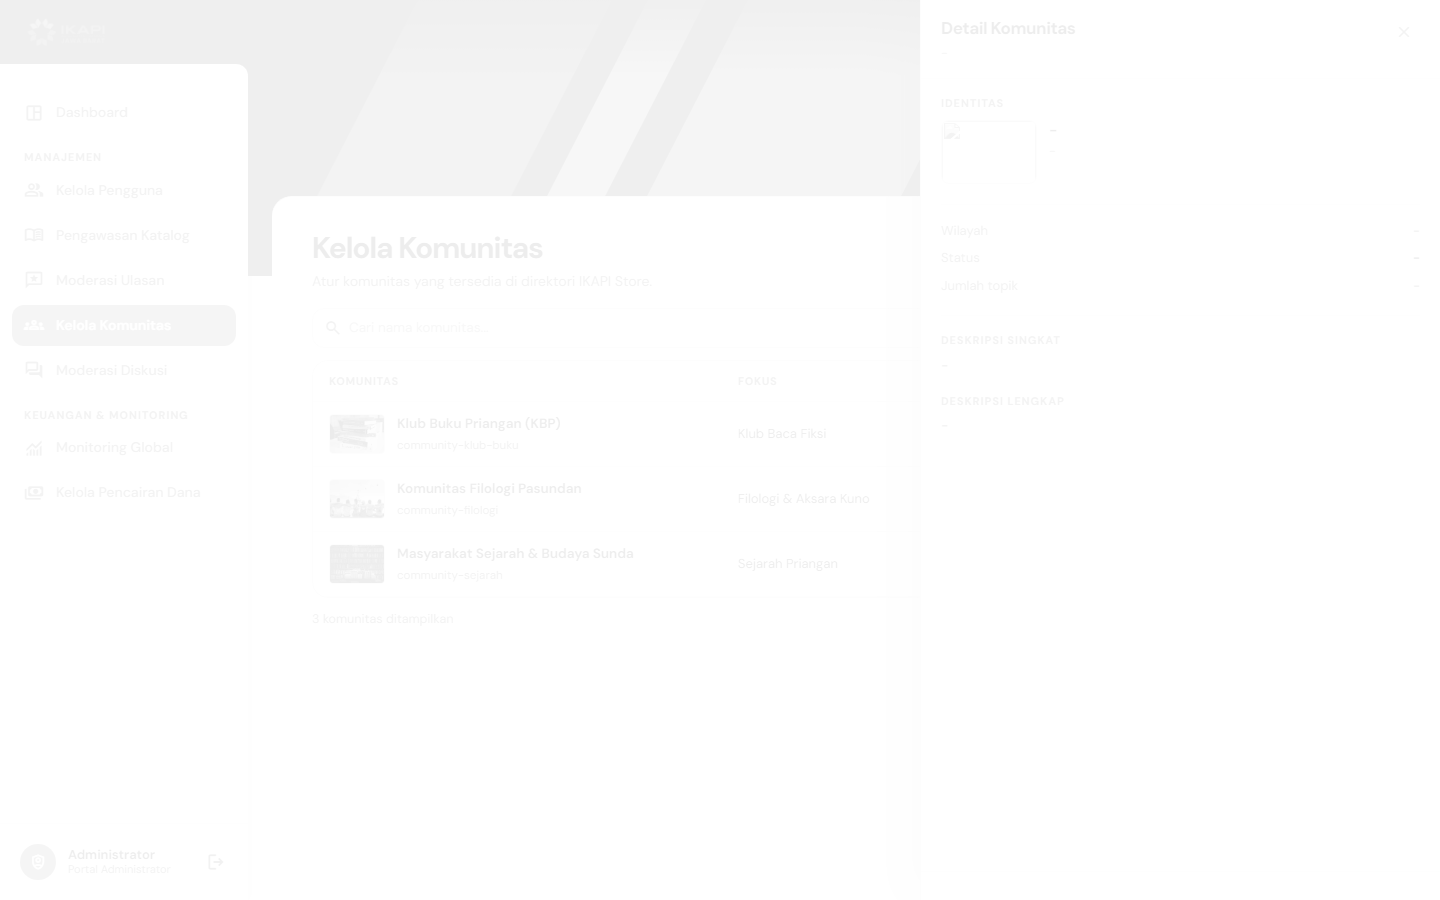 IKAPI
Dashboard
MANAJEMEN
Kelola Pengguna
Pengawasan Katalog
Moderasi Ulasan
Kelola Komunitas
Moderasi Diskusi
KEUANGAN & MONITORING
Monitoring Global
Kelola Pencairan Dana
Administrator
Portal Administrator
Kelola Komunitas
Atur komunitas yang tersedia di direktori IKAPI Store.
Cari nama komunitas...
KOMUNITAS FOKUS
Klub Buku Priangan (KBP)
community-klub-buku
Klub Baca Fiksi
Komunitas Filologi Pasundan
community-filologi
Filologi & Aksara Kuno
Masyarakat Sejarah & Budaya Sunda
community-sejarah
Sejarah Priangan
3 komunitas ditampilkan
Detail Komunitas
-
IDENTITAS
-
-
Wilayah -
Status -
Jumlah topik -
DESKRIPSI SINGKAT
-
DESKRIPSI LENGKAP
-